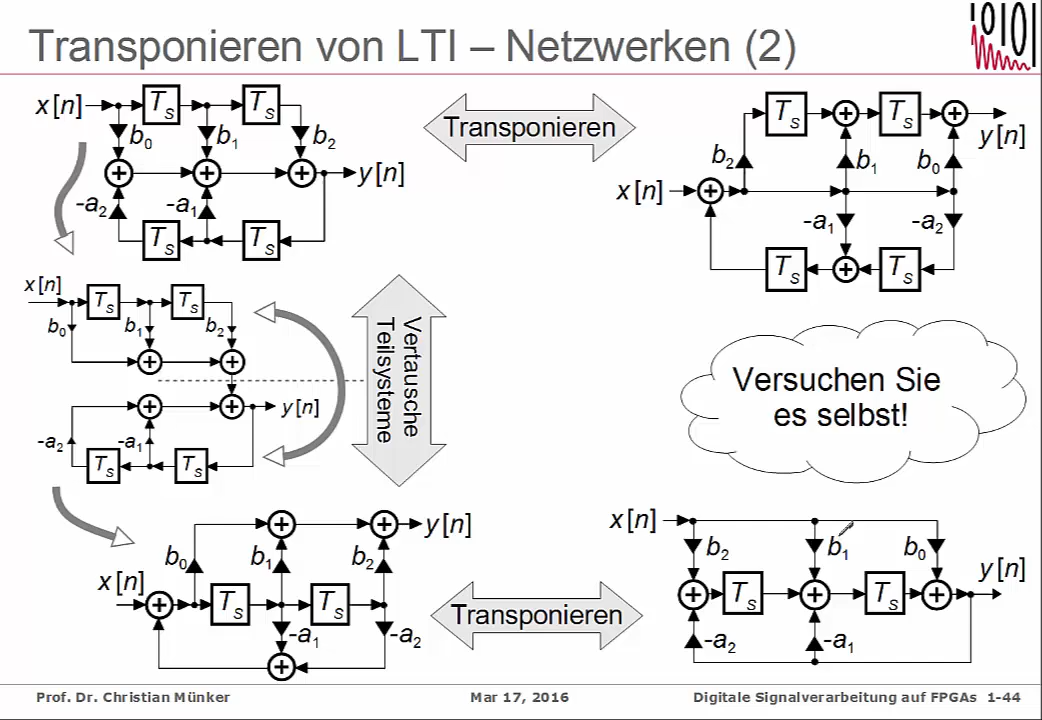 Transponieren von LTI – Netzwerken (2)
x[n]
T_s
T_s
b_0
b_1
b_2
y[n]
-a_2
-a_1
T_s
T_s
Transponieren
T_s
T_s
y[n]
b_2
b_1
b_0
x[n]
-a_1
-a_2
T_s
T_s
x[n]
T_s
T_s
b_0
b_1
b_2
y[n]
-a_2
-a_1
T_s
T_s
Vertausche
Teilsysteme
Versuchen Sie
es selbst!
y[n]
b_0
b_1
b_2
x[n]
T_s
T_s
-a_1
-a_2
Transponieren
x[n]
b_2
b_1
b_0
y[n]
T_s
T_s
-a_2
-a_1
Prof. Dr. Christian Münker
Mar 17, 2016
Digitale Signalverarbeitung auf FPGAs 1-44